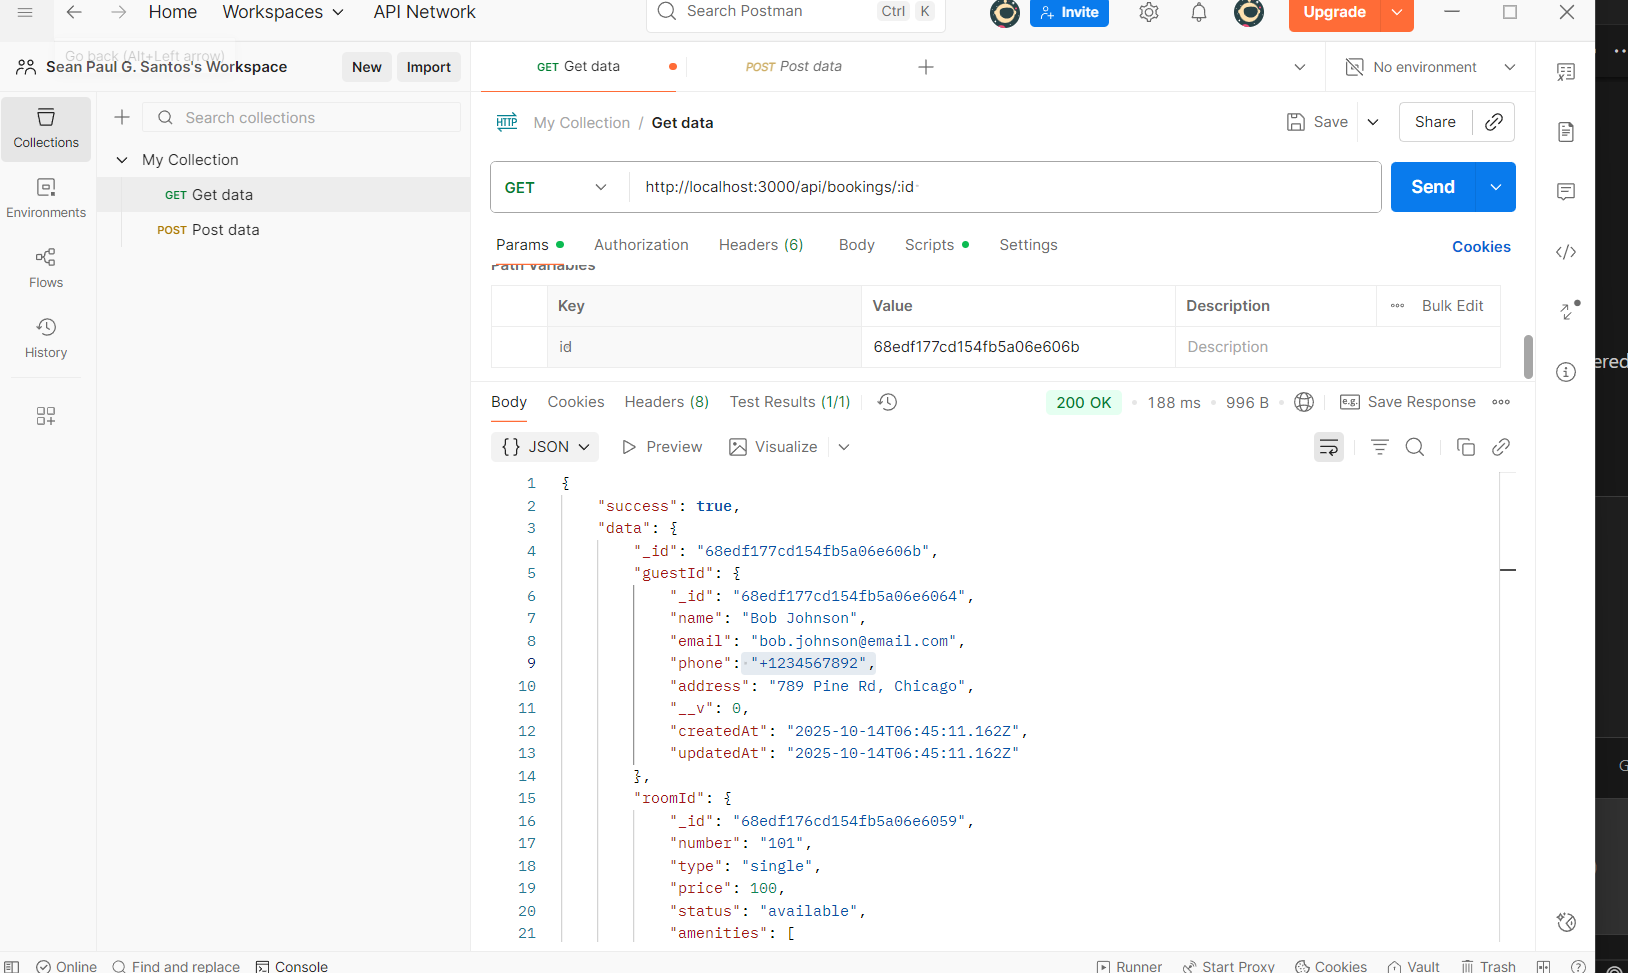 Home Workspaces API Network Search Postman Ctrl K Invite Upgrade
Go back (Alt+Left arrow)
Sean Paul G. Santos's Workspace New Import GET Get data POST Post data No environment
Collections
Search collections
My Collection / Get data Save Share
My Collection
GET Get data
POST Post data
Environments
Flows
History
HTTP
GET http://localhost:3000/api/bookings/:id Send
Params Authorization Headers (6) Body Scripts Settings Cookies
Path Variables
Key Value Description Bulk Edit
id 68edf177cd154fb5a06e606b Description
Body Cookies Headers (8) Test Results (1/1) 200 OK 188 ms 996 B e.g. Save Response
{} JSON Preview Visualize
1 {
2 "success": true,
3 "data": {
4 "_id": "68edf177cd154fb5a06e606b",
5 "guestId": {
6 "_id": "68edf177cd154fb5a06e6064",
7 "name": "Bob Johnson",
8 "email": "bob.johnson@email.com",
9 "phone": "+1234567892",
10 "address": "789 Pine Rd, Chicago",
11 "__v": 0,
12 "createdAt": "2025-10-14T06:45:11.162Z",
13 "updatedAt": "2025-10-14T06:45:11.162Z"
14 },
15 "roomId": {
16 "_id": "68edf176cd154fb5a06e6059",
17 "number": "101",
18 "type": "single",
19 "price": 100,
20 "status": "available",
21 "amenities": [
Online Find and replace Console Runner Start Proxy Cookies Vault Trash
ered